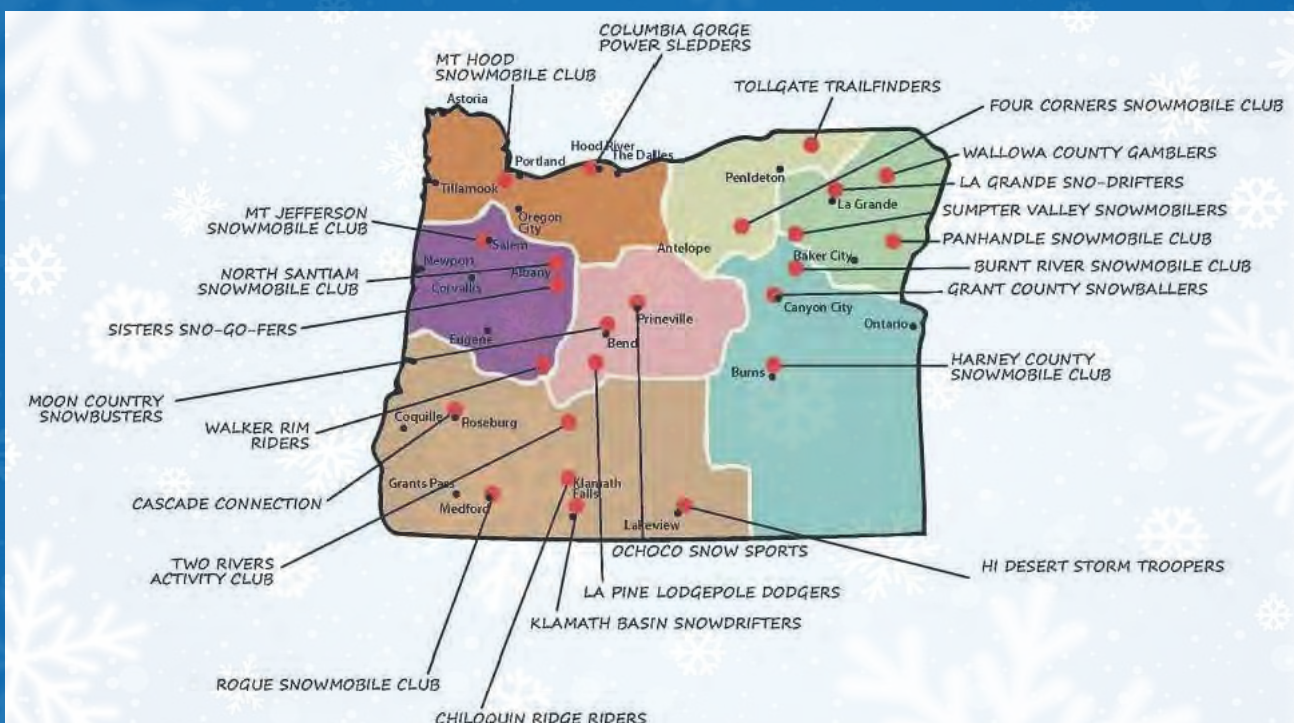 COLUMBIA GORGE
POWER SLEDDERS
MT HOOD
SNOWMOBILE CLUB
TOLLGATE TRAILFINDERS
FOUR CORNERS SNOWMOBILE CLUB
Astoria
Hood River
The Dalles
Portland
Penldeton
WALLOWA COUNTY GAMBLERS
Tillamook
LA GRANDE SNO-DRIFTERS
La Grande
MT JEFFERSON
SNOWMOBILE CLUB
Oregon
City
SUMPTER VALLEY SNOWMOBILERS
Salem
Antelope
PANHANDLE SNOWMOBILE CLUB
Newport
Baker City
BURNT RIVER SNOWMOBILE CLUB
NORTH SANTIAM
SNOWMOBILE CLUB
Albany
Corvallis
GRANT COUNTY SNOWBALLERS
Canyon City
SISTERS SNO-GO-FERS
Prineville
Ontario
Eugene
Bend
HARNEY COUNTY
SNOWMOBILE CLUB
Burns
MOON COUNTRY
SNOWBUSTERS
WALKER RIM
RIDERS
Coquille
Roseburg
CASCADE CONNECTION
Grants Pass
Klamath
Falls
Medford
Lakeview
TWO RIVERS
ACTIVITY CLUB
OCHOCO SNOW SPORTS
HI DESERT STORM TROOPERS
LA PINE LODGEPOLE DODGERS
KLAMATH BASIN SNOWDRIFTERS
ROGUE SNOWMOBILE CLUB
CHILOQUIN RIDGE RIDERS